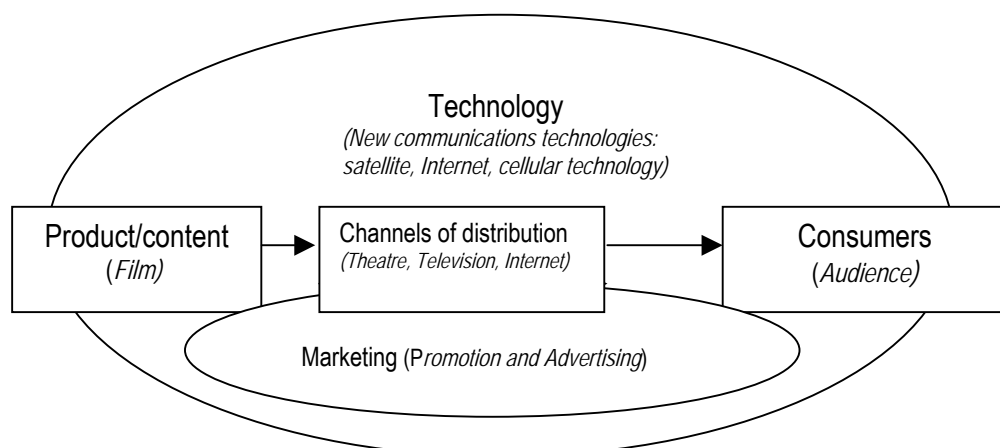 Technology
(New communications technologies:
satellite, Internet, cellular technology)
Product/content
(Film)
Channels of distribution
(Theatre, Television, Internet)
Consumers
(Audience)
Marketing (Promotion and Advertising)